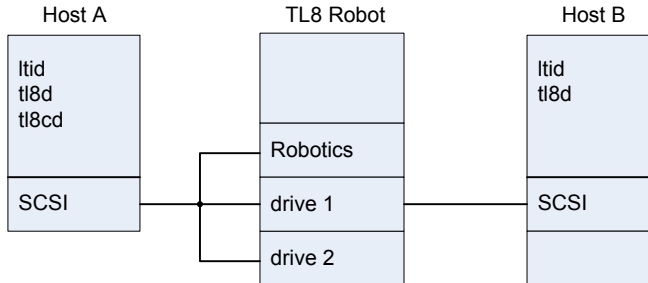 Host A
TL8 Robot
Host B
ltid
tl8d
tl8cd
ltid
tl8d
Robotics
SCSI
drive 1
SCSI
drive 2